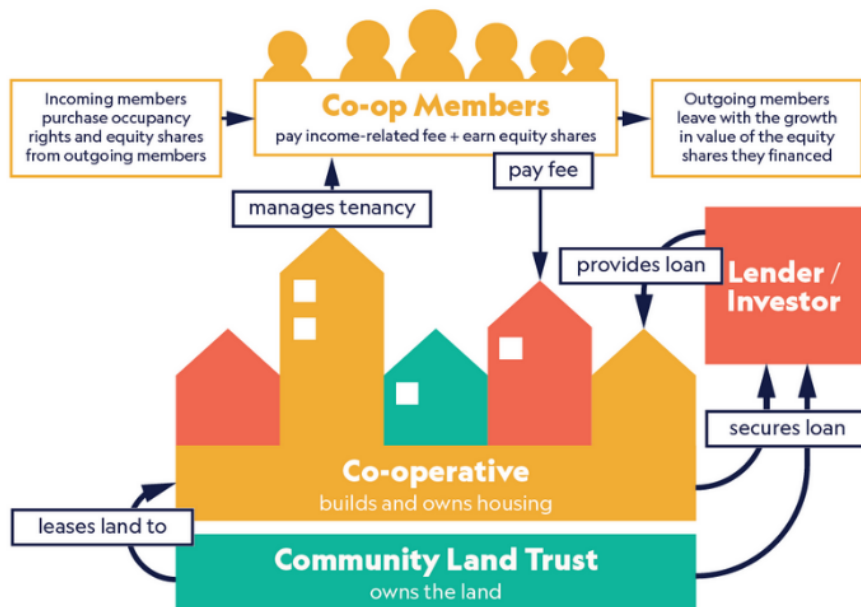 Incoming members
purchase occupancy
rights and equity shares
from outgoing members
Co-op Members
pay income-related fee + earn equity shares
Outgoing members
leave with the growth
in value of the equity
shares they financed
manages tenancy
pay fee
provides loan
Lender /
Investor
secures loan
Co-operative
builds and owns housing
leases land to
Community Land Trust
owns the land